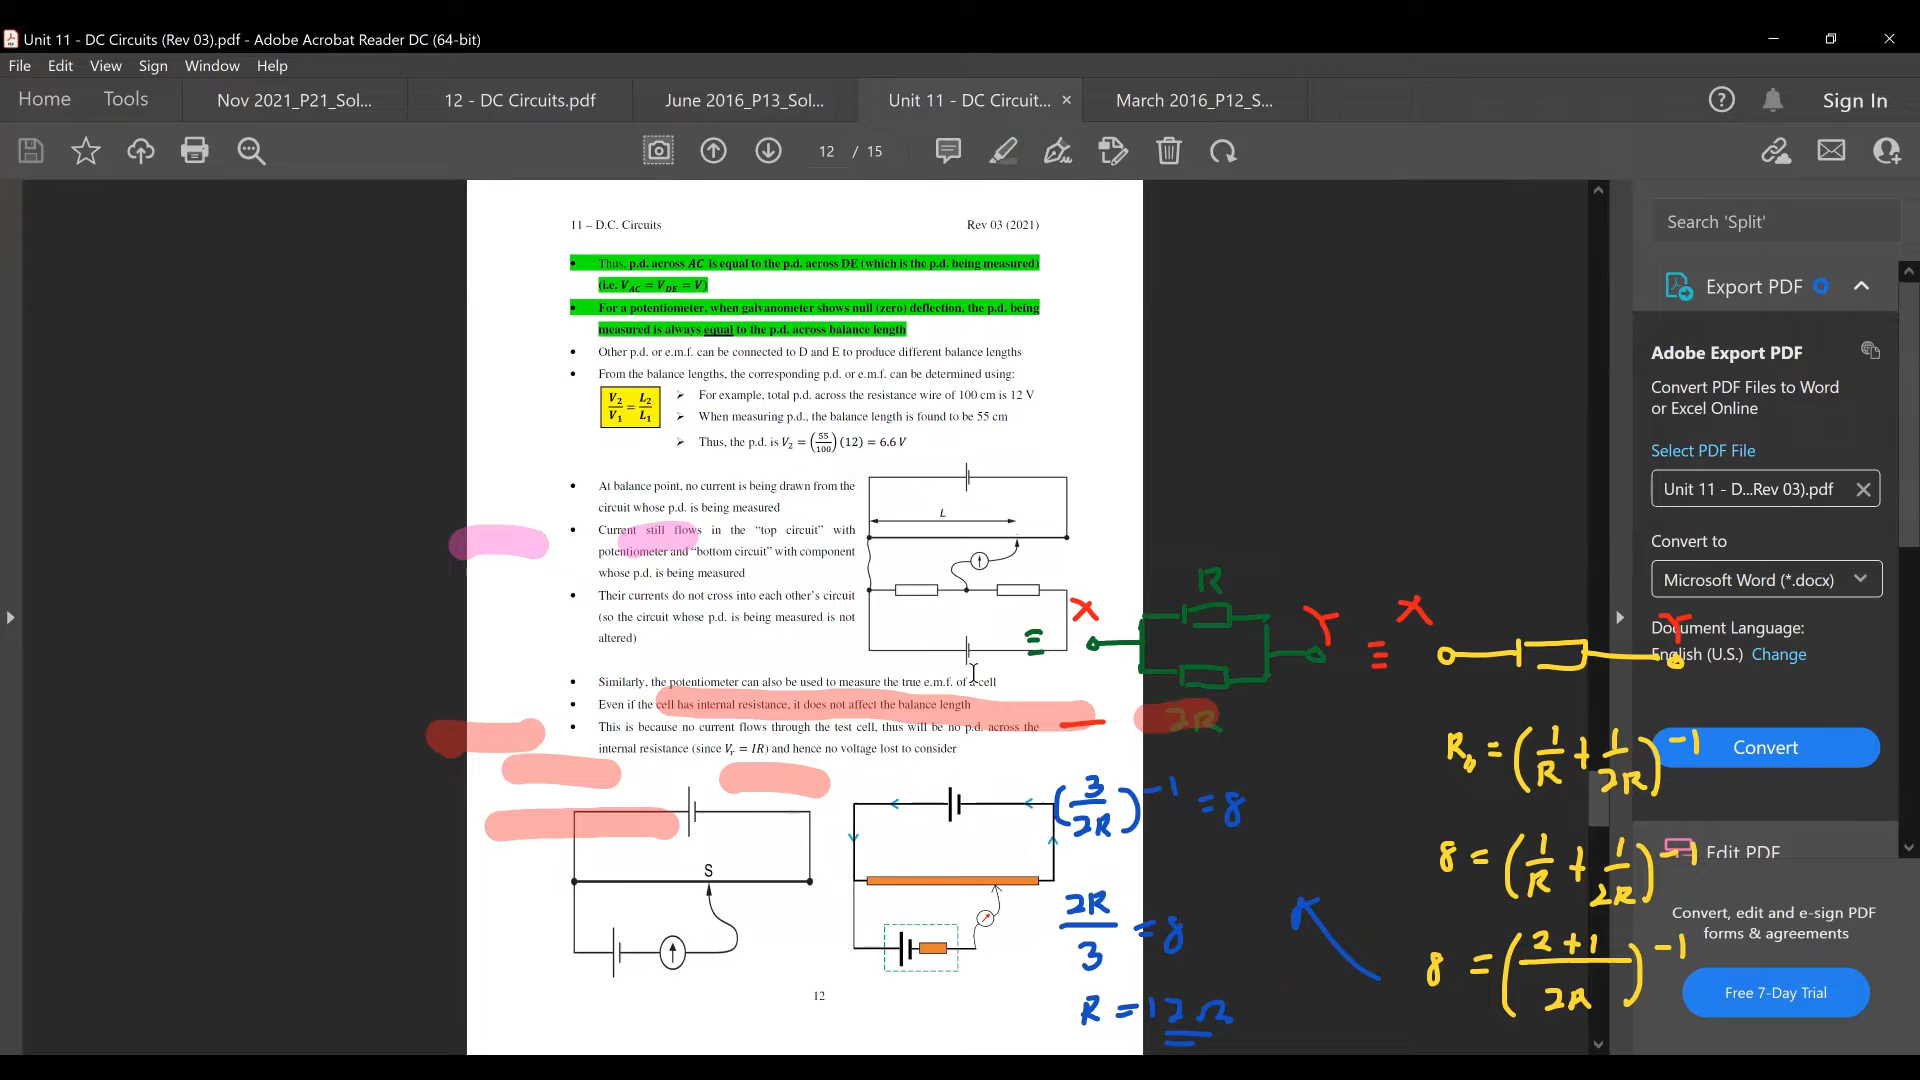 Unit 11 - DC Circuits (Rev 03).pdf - Adobe Acrobat Reader DC (64-bit)
File Edit View Sign Window Help
Home Tools Nov 2021_P21_Sol... 12 - DC Circuits.pdf June 2016_P13_Sol... Unit 11 - DC Circuit... × March 2016_P12_S... Sign In
12 / 15
11 – D.C. Circuits Rev 03 (2021)
• Thus, p.d. across AC is equal to the p.d. across DE (which is the p.d. being measured)
(i.e. V_AC = V_DE = V)
• For a potentiometer, when galvanometer shows null (zero) deflection, the p.d. being
measured is always equal to the p.d. across balance length
• Other p.d. or e.m.f. can be connected to D and E to produce different balance lengths
• From the balance lengths, the corresponding p.d. or e.m.f. can be determined using:
V₂/V₁ = L₂/L₁
➢ For example, total p.d. across the resistance wire of 100 cm is 12 V
➢ When measuring p.d., the balance length is found to be 55 cm
➢ Thus, the p.d. is V₂ = (55/100)(12) = 6.6 V
• At balance point, no current is being drawn from the
circuit whose p.d. is being measured
• Current still flows in the “top circuit” with
potentiometer and “bottom circuit” with component
whose p.d. is being measured
• Their currents do not cross into each other’s circuit
(so the circuit whose p.d. is being measured is not
altered)
L
• Similarly, the potentiometer can also be used to measure the true e.m.f. of a cell
• Even if the cell has internal resistance, it does not affect the balance length
• This is because no current flows through the test cell, thus will be no p.d. across the
internal resistance (since V_r = IR) and hence no voltage lost to consider
S
12
≡ X R Y
2R
≡ X Y
R = (1/R + 1/2R)⁻¹
8 = (1/R + 1/2R)⁻¹
8 = (2+1/2R)⁻¹
(3/2R)⁻¹ = 8
2R/3 = 8
R = 12 Ω
Search 'Split'
Export PDF
Adobe Export PDF
Convert PDF Files to Word
or Excel Online
Select PDF File
Unit 11 - D...Rev 03).pdf
Convert to
Microsoft Word (*.docx)
Document Language:
English (U.S.) Change
Convert
Edit PDF
Convert, edit and e-sign PDF
forms & agreements
Free 7-Day Trial